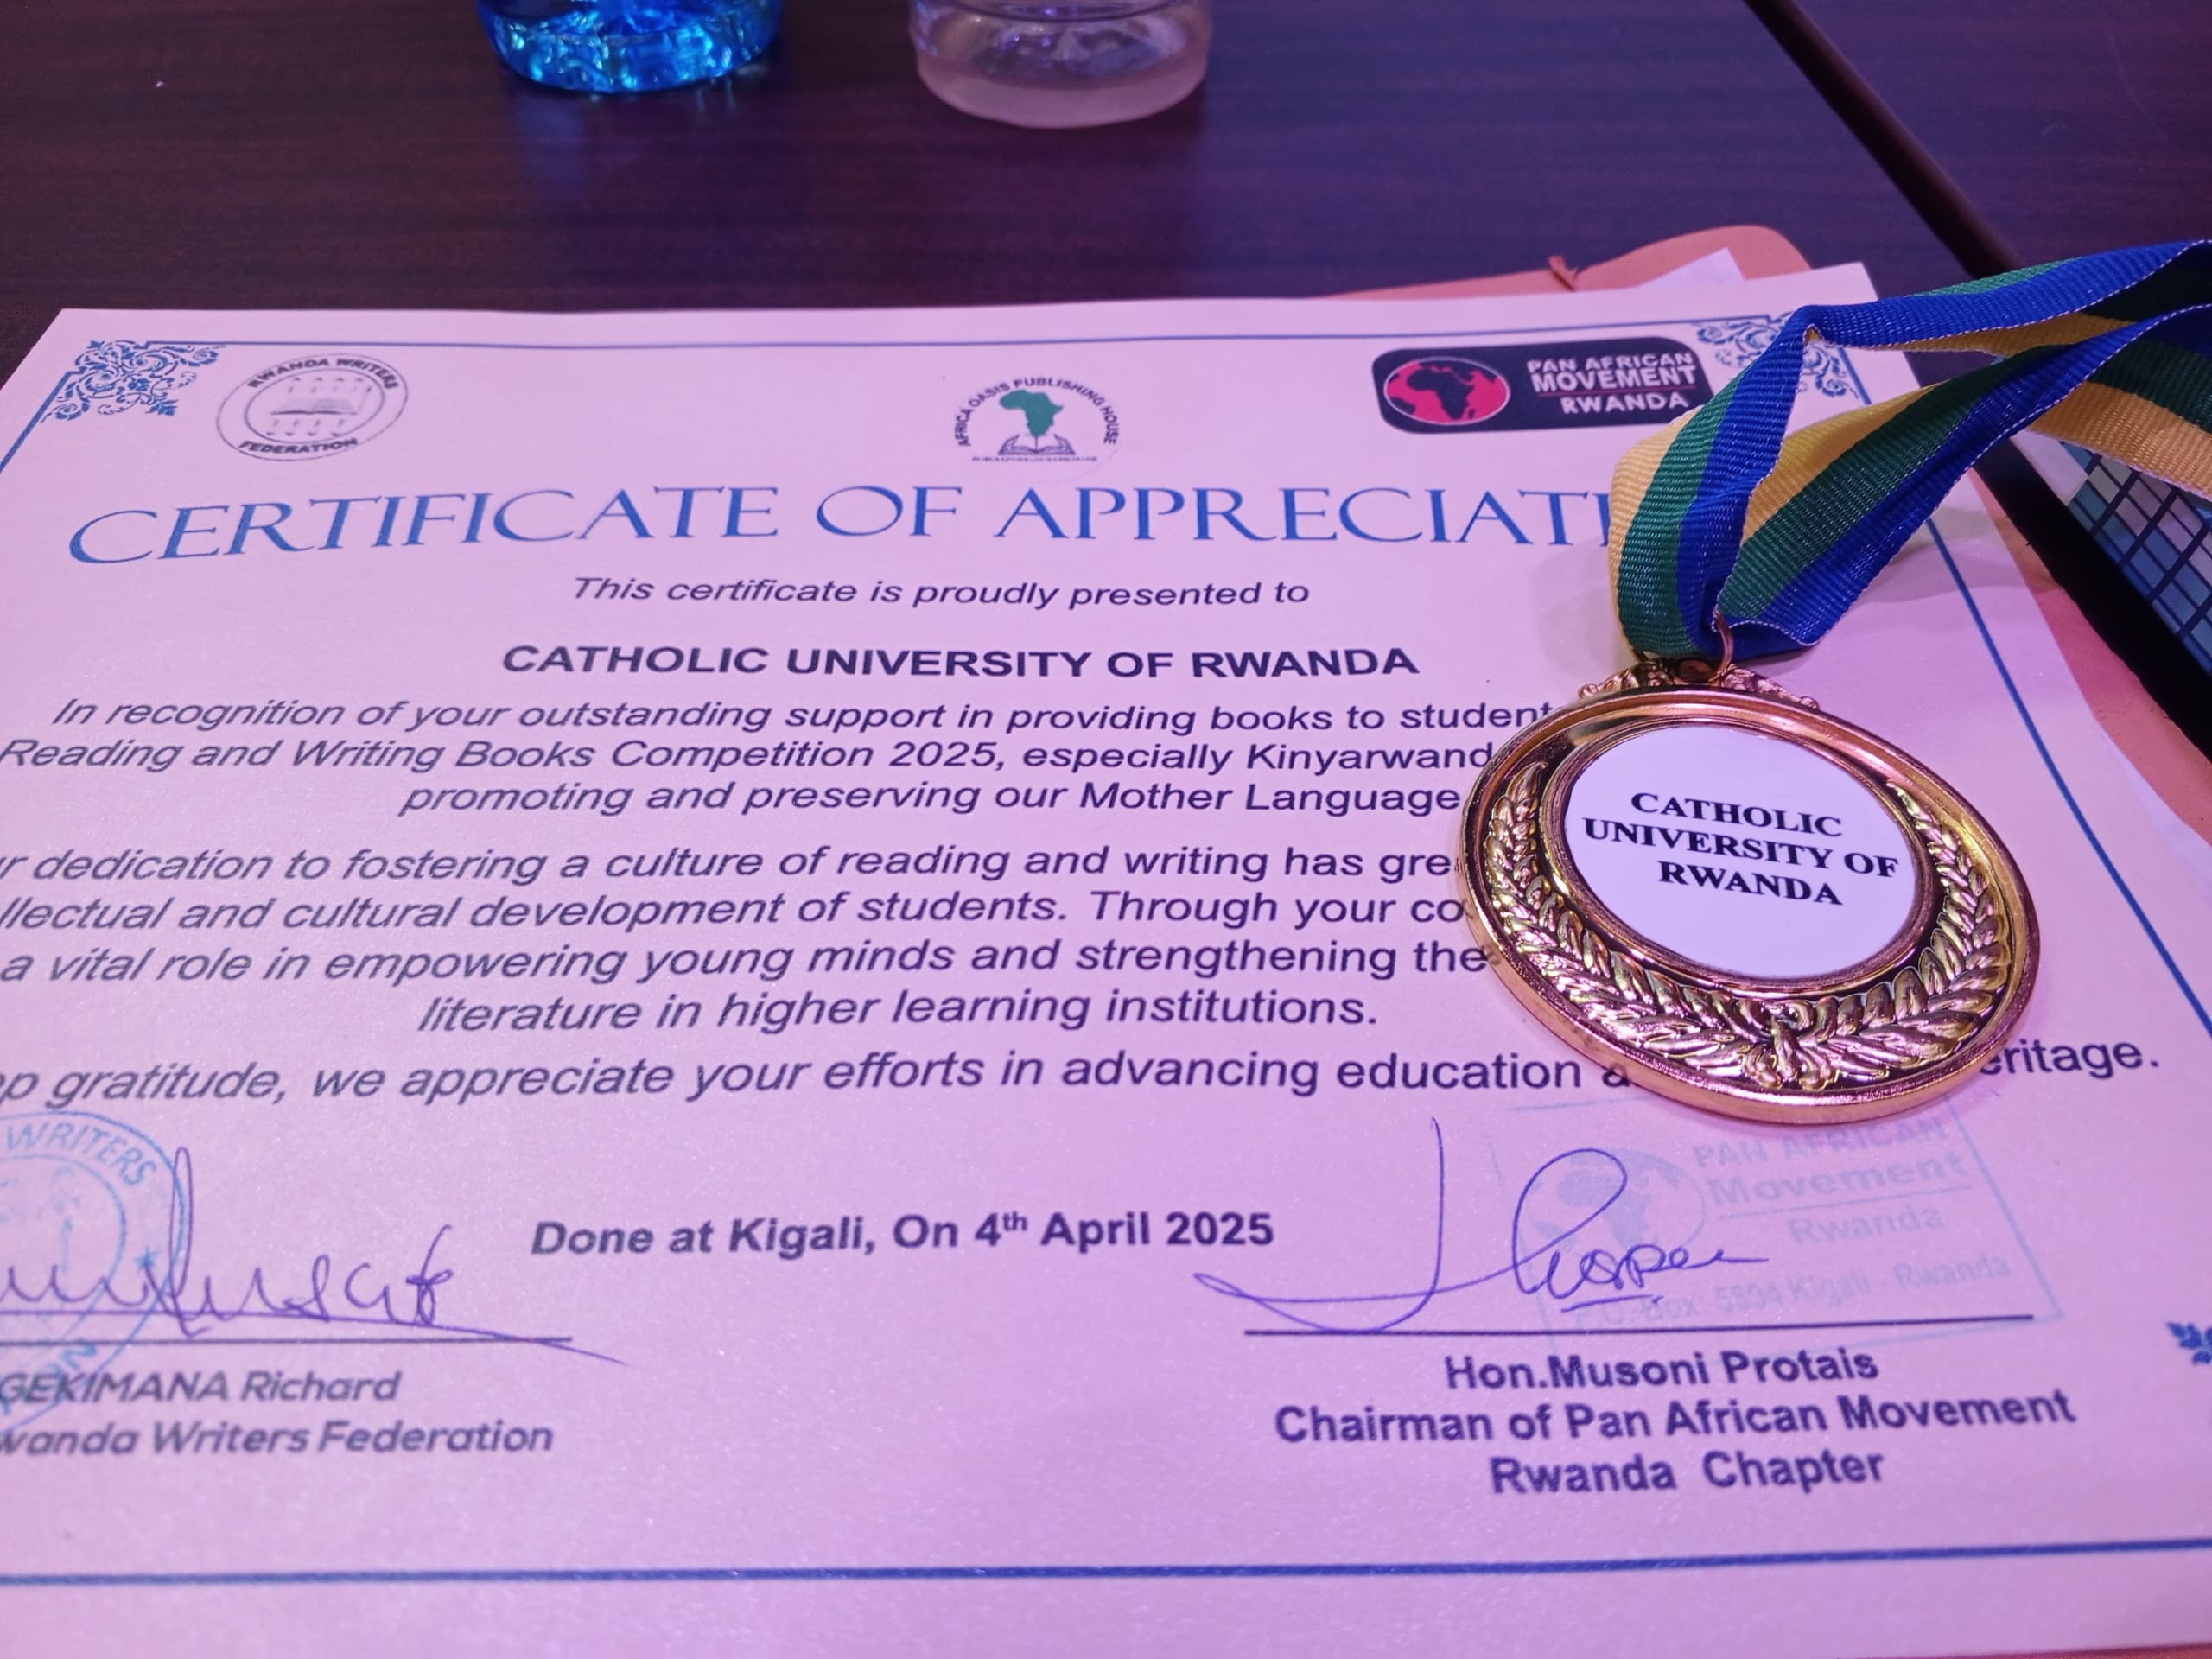 RWANDA WRITERS
FEDERATION
AFRICA OASIS PUBLISHING HOUSE
PAN AFRICAN
MOVEMENT
RWANDA
CERTIFICATE OF APPRECIATI
This certificate is proudly presented to
CATHOLIC UNIVERSITY OF RWANDA
In recognition of your outstanding support in providing books to student
Reading and Writing Books Competition 2025, especially Kinyarwand
promoting and preserving our Mother Language
r dedication to fostering a culture of reading and writing has gre
llectual and cultural development of students. Through your co
a vital role in empowering young minds and strengthening the
literature in higher learning institutions.
p gratitude, we appreciate your efforts in advancing education a eritage.
CATHOLIC
UNIVERSITY OF
RWANDA
WRITERS
PAN AFRICAN
Movement
Rwanda
P.O. Box: 5894 Kigali - Rwanda
Done at Kigali, On 4th April 2025
GEKIMANA Richard
wanda Writers Federation
Hon.Musoni Protais
Chairman of Pan African Movement
Rwanda Chapter